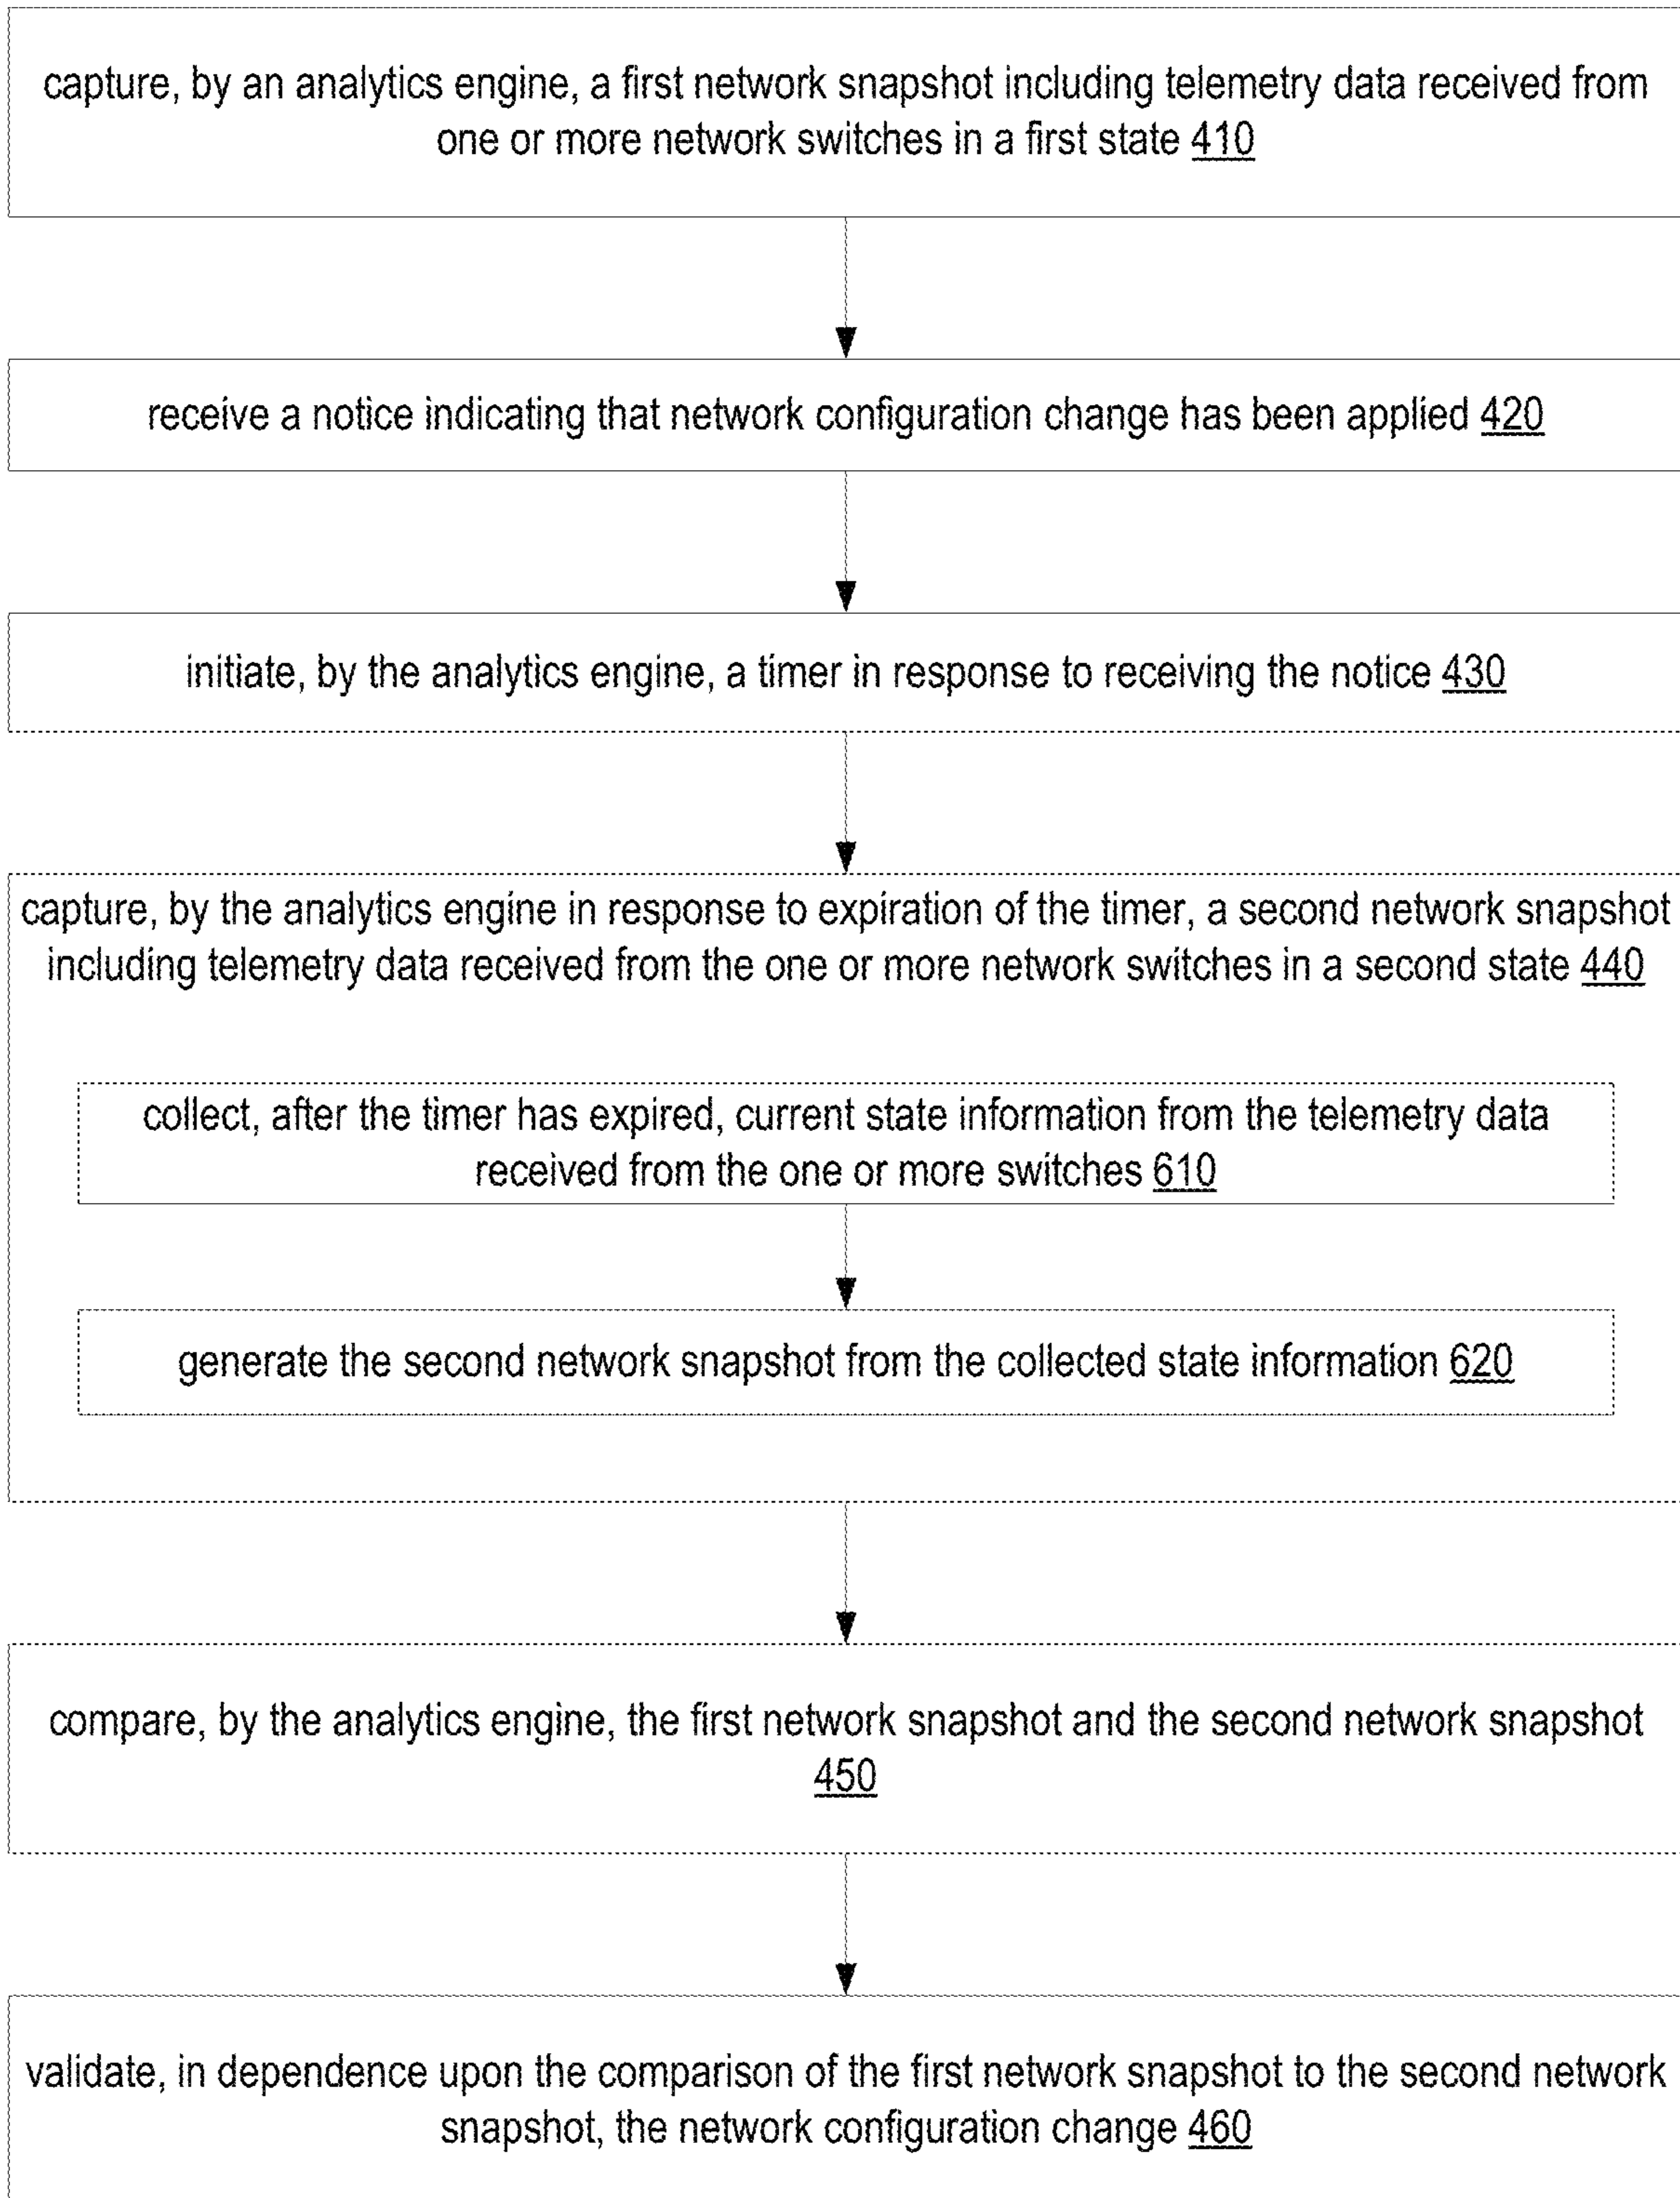 capture, by an analytics engine, a first network snapshot including telemetry data received from
one or more network switches in a first state 410
receive a notice indicating that network configuration change has been applied 420
initiate, by the analytics engine, a timer in response to receiving the notice 430
capture, by the analytics engine in response to expiration of the timer, a second network snapshot
including telemetry data received from the one or more network switches in a second state 440
collect, after the timer has expired, current state information from the telemetry data
received from the one or more switches 610
generate the second network snapshot from the collected state information 620
compare, by the analytics engine, the first network snapshot and the second network snapshot
450
validate, in dependence upon the comparison of the first network snapshot to the second network
snapshot, the network configuration change 460